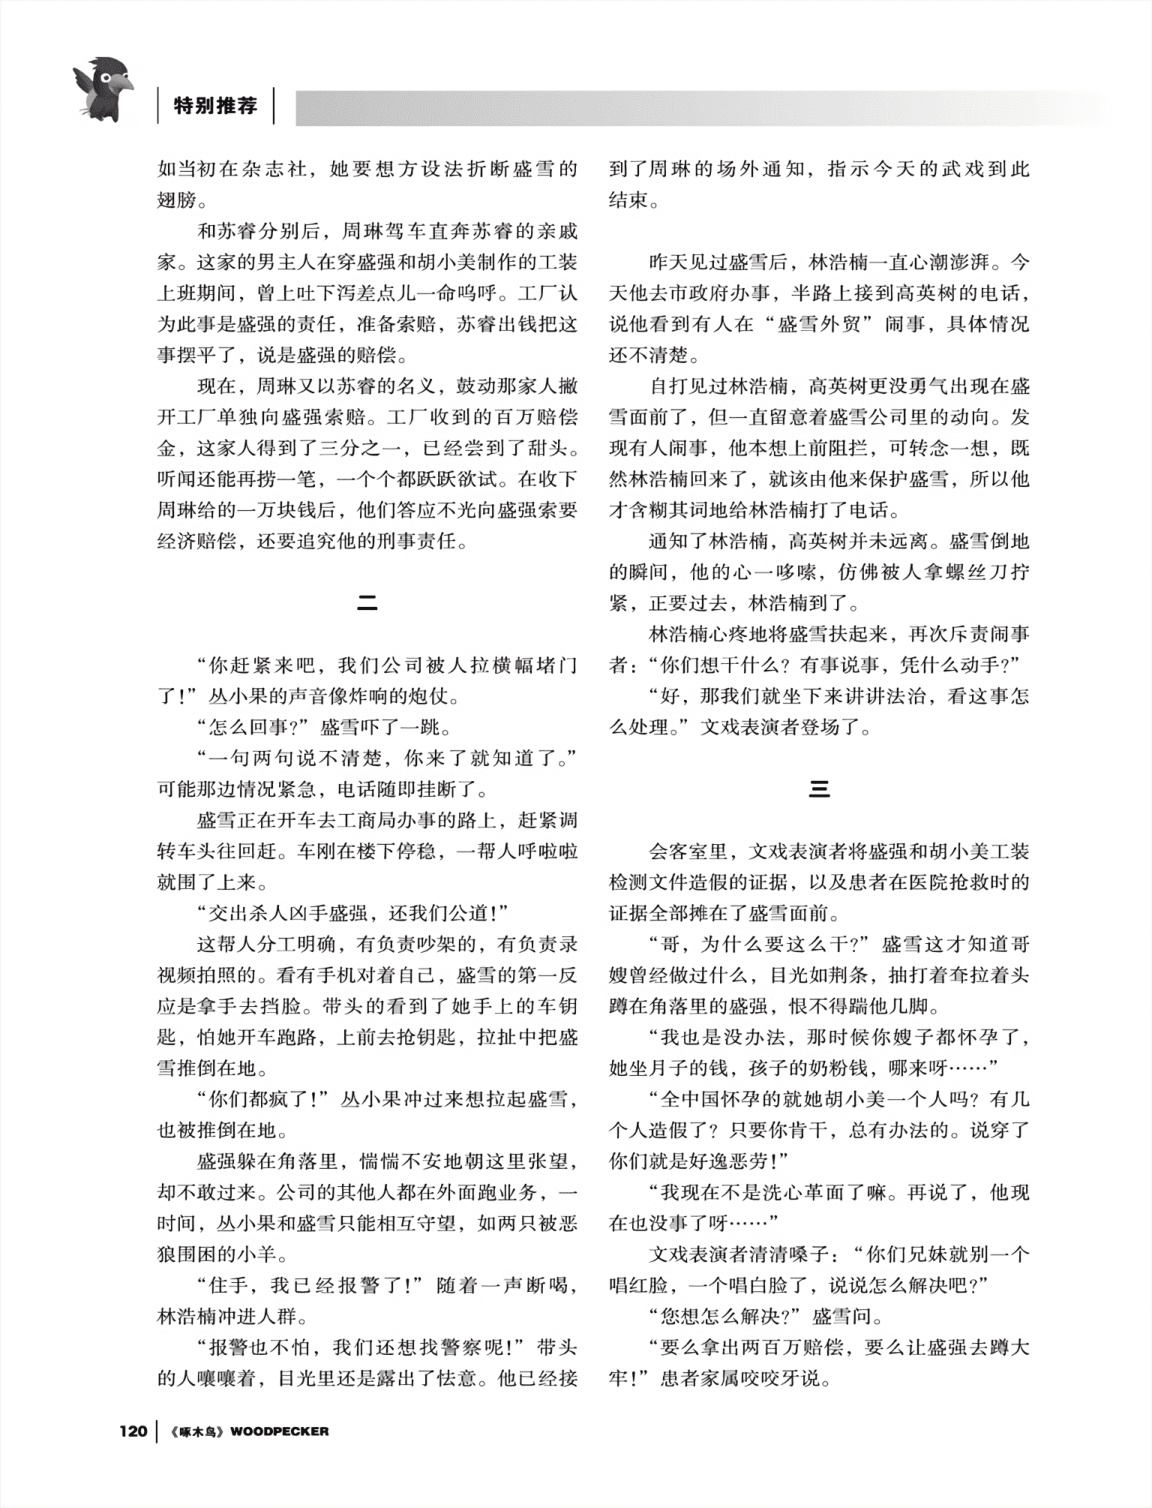 特别推荐
如当初在杂志社，她要想方设法折断盛雪的
翅膀。
和苏睿分别后，周琳驾车直奔苏睿的亲戚
家。这家的男主人在穿盛强和胡小美制作的工装
上班期间，曾上吐下泻差点儿一命呜呼。工厂认
为此事是盛强的责任，准备索赔，苏睿出钱把这
事摆平了，说是盛强的赔偿。
现在，周琳又以苏睿的名义，鼓动那家人撇
开工厂单独向盛强索赔。工厂收到的百万赔偿
金，这家人得到了三分之一，已经尝到了甜头。
听闻还能再捞一笔，一个个都跃跃欲试。在收下
周琳给的一万块钱后，他们答应不光向盛强索要
经济赔偿，还要追究他的刑事责任。
二
“你赶紧来吧，我们公司被人拉横幅堵门
了！”丛小果的声音像炸响的炮仗。
“怎么回事？”盛雪吓了一跳。
“一句两句说不清楚，你来了就知道了。”
可能那边情况紧急，电话随即挂断了。
盛雪正在开车去工商局办事的路上，赶紧调
转车头往回赶。车刚在楼下停稳，一帮人呼啦啦
就围了上来。
“交出杀人凶手盛强，还我们公道！”
这帮人分工明确，有负责吵架的，有负责录
视频拍照的。看有手机对着自己，盛雪的第一反
应是拿手去挡脸。带头的看到了她手上的车钥
匙，怕她开车跑路，上前去抢钥匙，拉扯中把盛
雪推倒在地。
“你们都疯了！”丛小果冲过来想拉起盛雪，
也被推倒在地。
盛强躲在角落里，惴惴不安地朝这里张望，
却不敢过来。公司的其他人都在外面跑业务，一
时间，丛小果和盛雪只能相互守望，如两只被恶
狼围困的小羊。
“住手，我已经报警了！”随着一声断喝，
林浩楠冲进人群。
“报警也不怕，我们还想找警察呢！”带头
的人嚷嚷着，目光里还是露出了怯意。他已经接
到了周琳的场外通知，指示今天的武戏到此
结束。
昨天见过盛雪后，林浩楠一直心潮澎湃。今
天他去市政府办事，半路上接到高英树的电话，
说他看到有人在“盛雪外贸”闹事，具体情况
还不清楚。
自打见过林浩楠，高英树更没勇气出现在盛
雪面前了，但一直留意着盛雪公司里的动向。发
现有人闹事，他本想上前阻拦，可转念一想，既
然林浩楠回来了，就该由他来保护盛雪，所以他
才含糊其词地给林浩楠打了电话。
通知了林浩楠，高英树并未远离。盛雪倒地
的瞬间，他的心一哆嗦，仿佛被人拿螺丝刀拧
紧，正要过去，林浩楠到了。
林浩楠心疼地将盛雪扶起来，再次斥责闹事
者：“你们想干什么？有事说事，凭什么动手？”
“好，那我们就坐下来讲讲法治，看这事怎
么处理。”文戏表演者登场了。
三
会客室里，文戏表演者将盛强和胡小美工装
检测文件造假的证据，以及患者在医院抢救时的
证据全部摊在了盛雪面前。
“哥，为什么要这么干？”盛雪这才知道哥
嫂曾经做过什么，目光如荆条，抽打着耷拉着头
蹲在角落里的盛强，恨不得踹他几脚。
“我也是没办法，那时候你嫂子都怀孕了，
她坐月子的钱，孩子的奶粉钱，哪来呀……”
“全中国怀孕的就她胡小美一个人吗？有几
个人造假了？只要你肯干，总有办法的。说穿了
你们就是好逸恶劳！”
“我现在不是洗心革面了嘛。再说了，他现
在也没事了呀……”
文戏表演者清清嗓子：“你们兄妹就别一个
唱红脸，一个唱白脸了，说说怎么解决吧？”
“您想怎么解决？”盛雪问。
“要么拿出两百万赔偿，要么让盛强去蹲大
牢！”患者家属咬咬牙说。
120 《啄木鸟》WOODPECKER